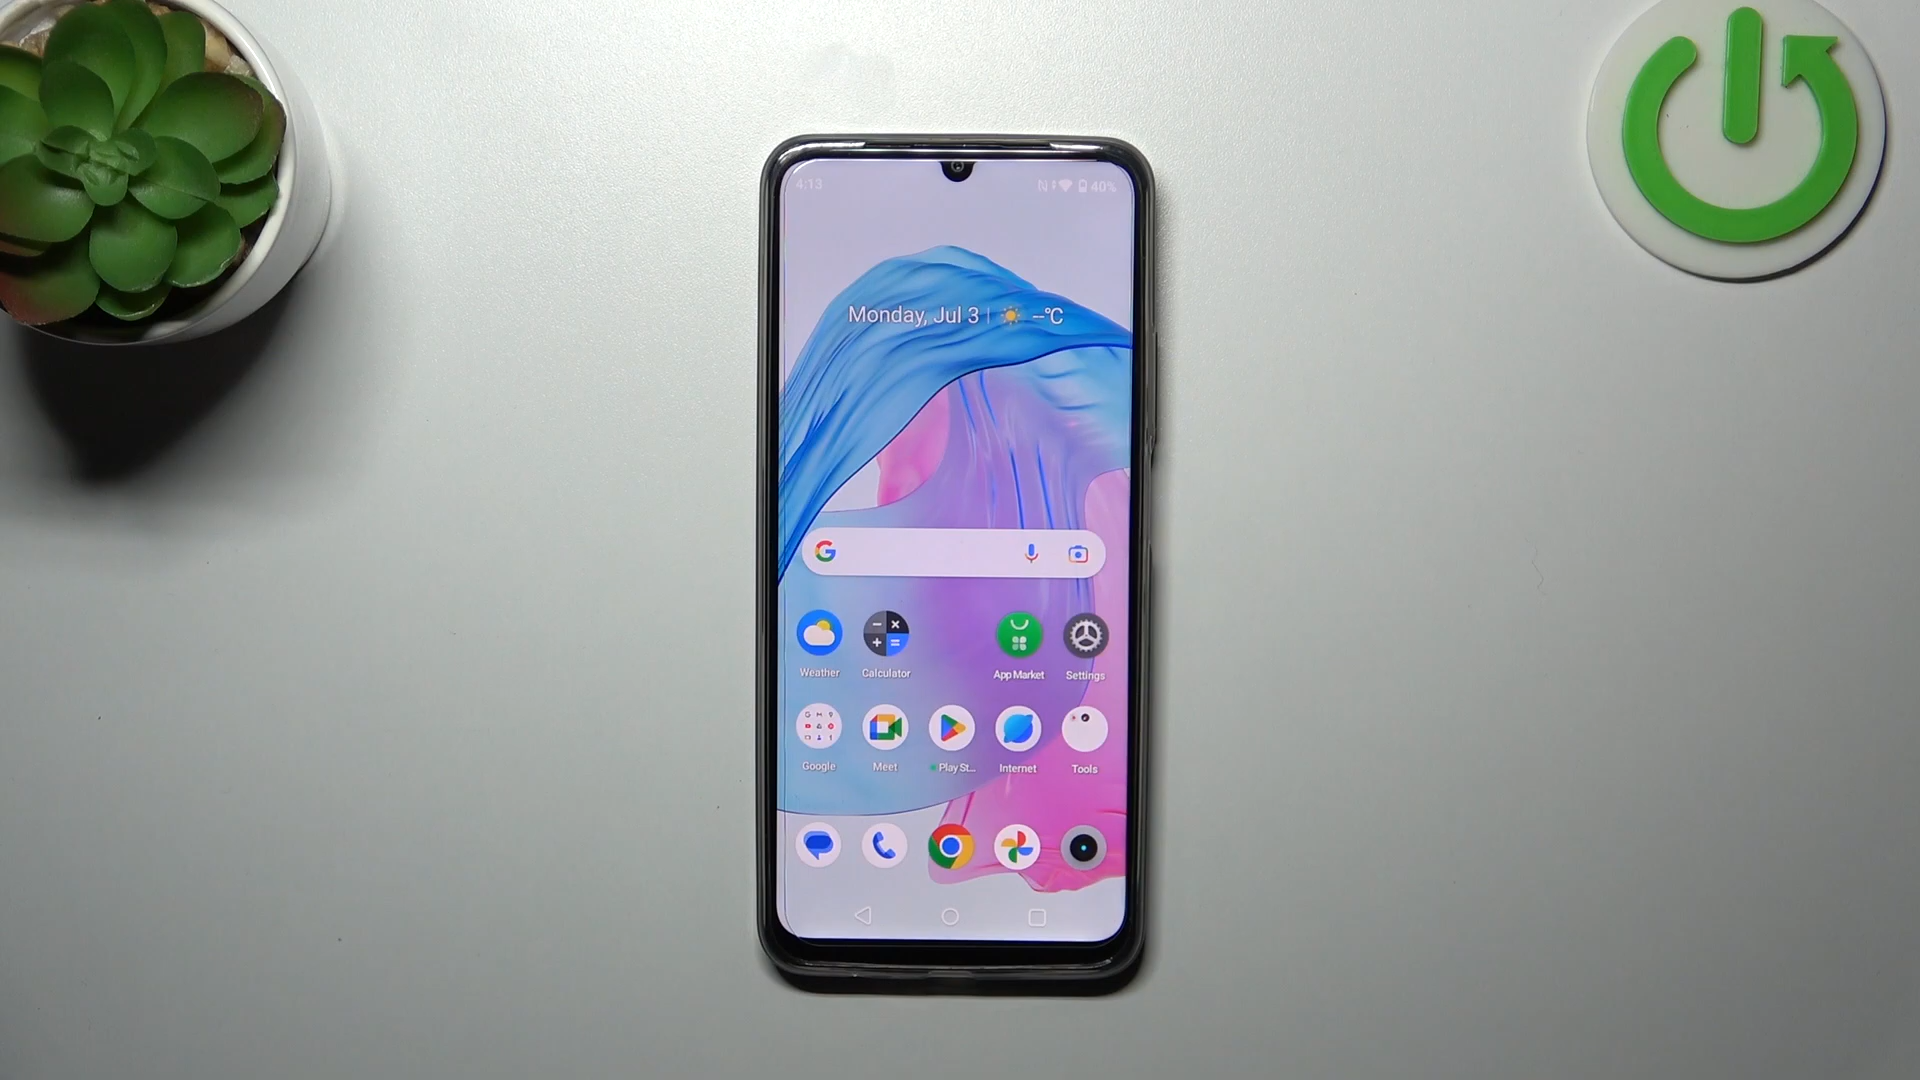 4:13 40%
Monday, Jul 3 | --°C
Weather Calculator App Market Settings
Google Meet Play St... Internet Tools